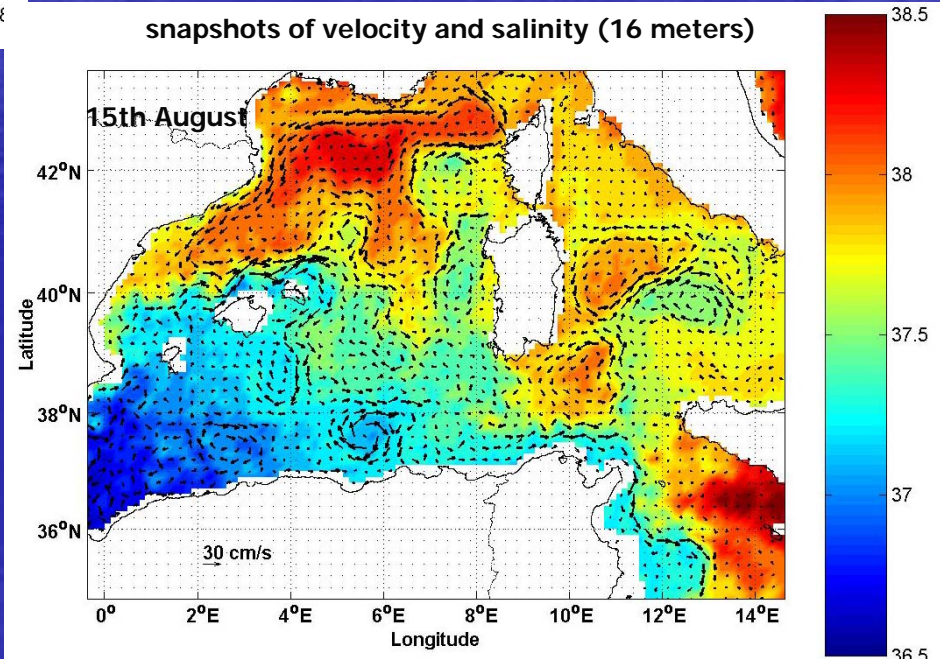 snapshots of velocity and salinity (16 meters)
15th August
42°N
40°N
38°N
36°N
Latitude
30 cm/s
0°
2°E
4°E
6°E
8°E
10°E
12°E
14°E
Longitude
38.5
38
37.5
37
36.5